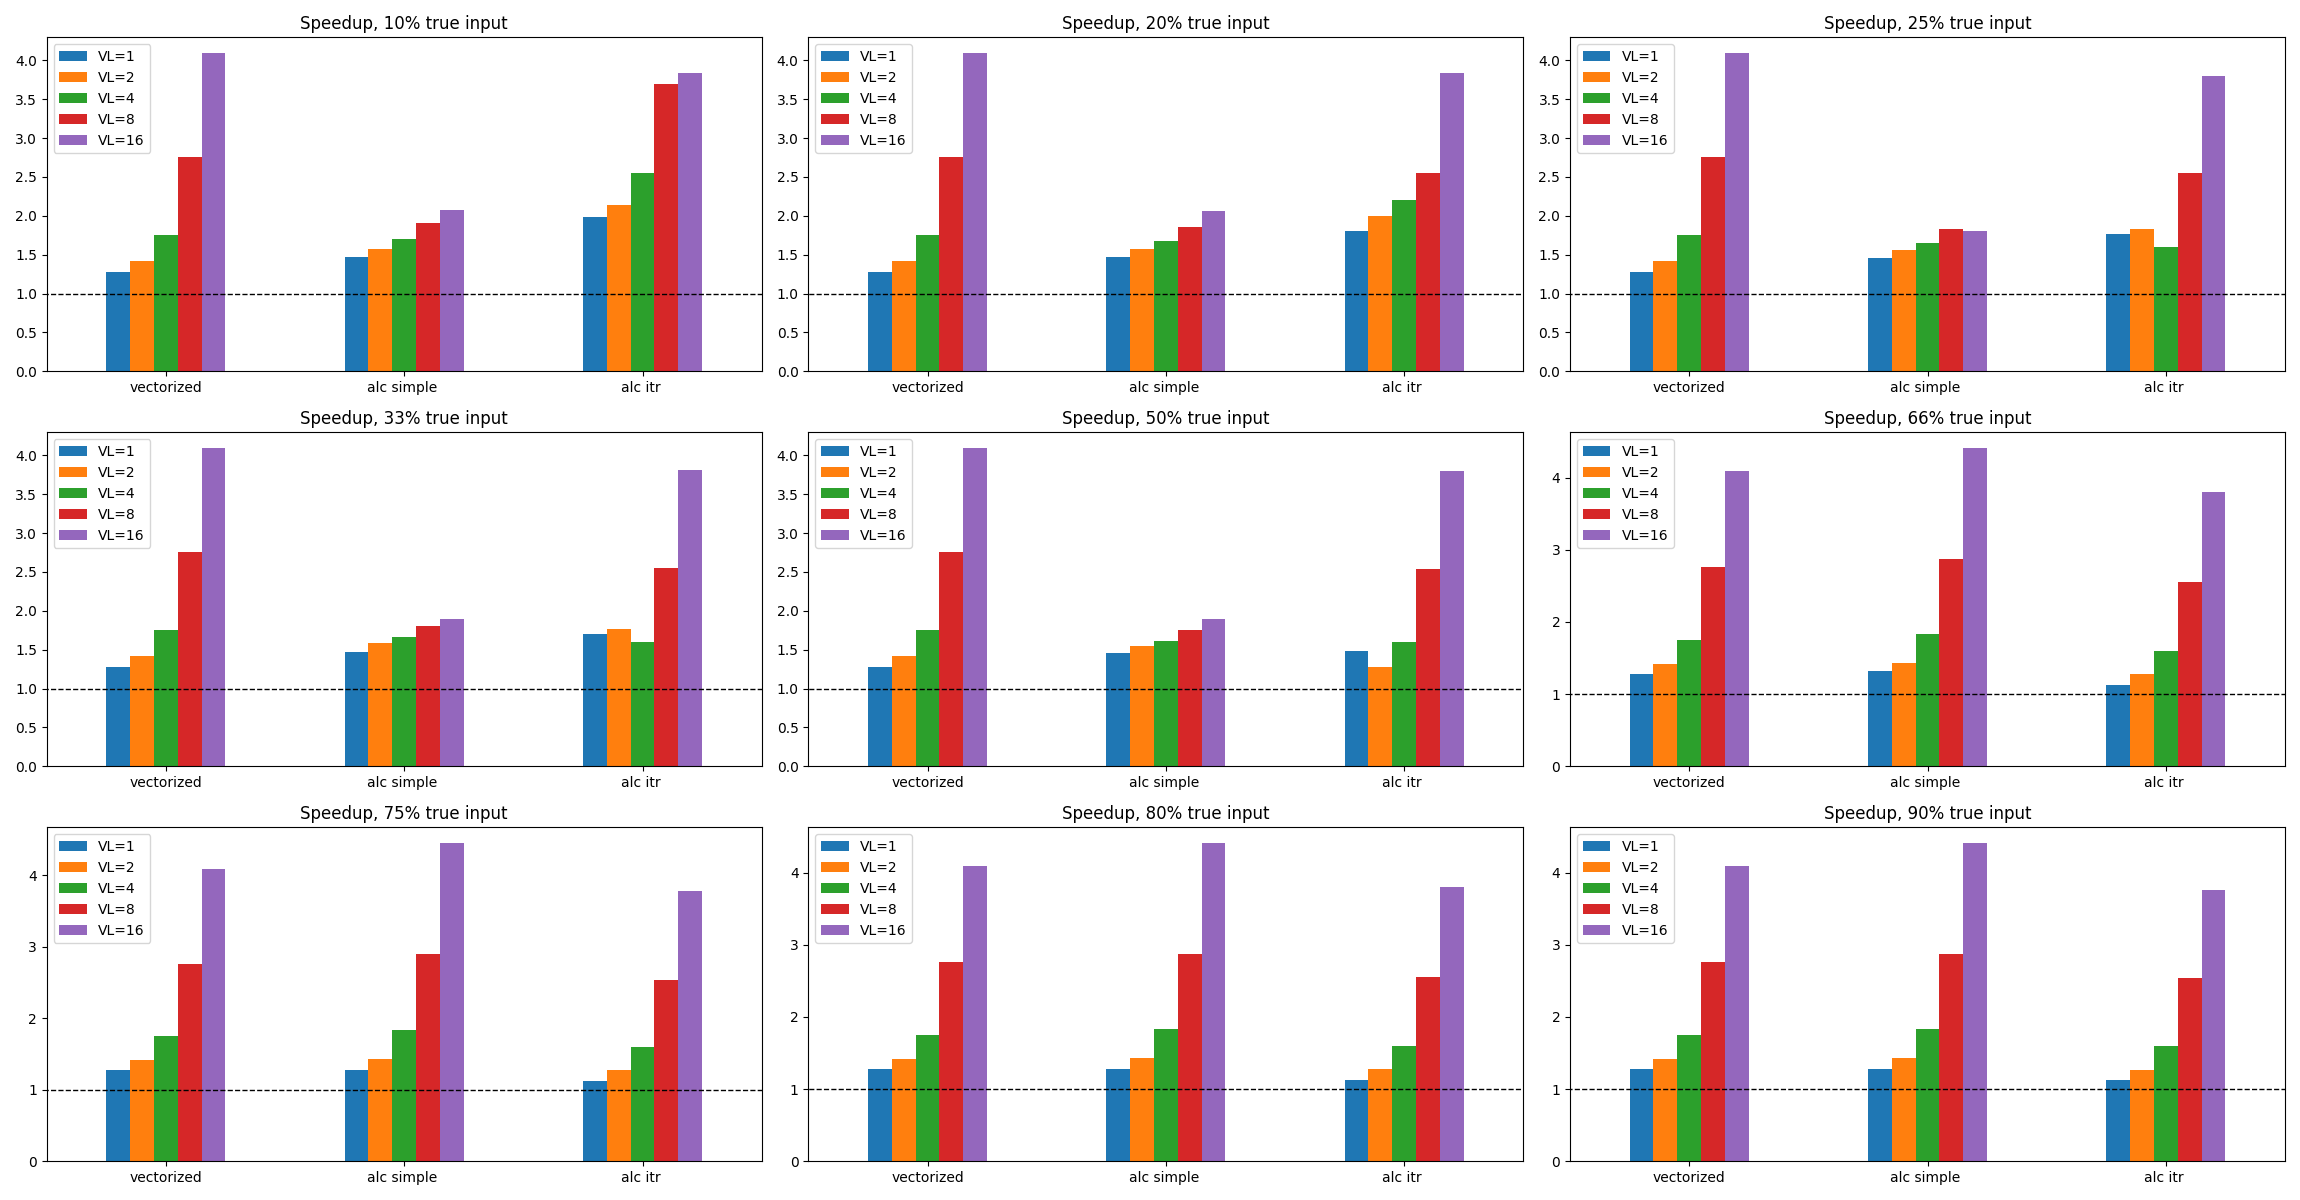 Speedup, 10% true input
4.0
3.5
3.0
2.5
2.0
1.5
1.0
0.5
0.0
VL=1
VL=2
VL=4
VL=8
VL=16
vectorized
alc simple
alc itr
Speedup, 20% true input
4.0
3.5
3.0
2.5
2.0
1.5
1.0
0.5
0.0
VL=1
VL=2
VL=4
VL=8
VL=16
vectorized
alc simple
alc itr
Speedup, 25% true input
4.0
3.5
3.0
2.5
2.0
1.5
1.0
0.5
0.0
VL=1
VL=2
VL=4
VL=8
VL=16
vectorized
alc simple
alc itr
Speedup, 33% true input
4.0
3.5
3.0
2.5
2.0
1.5
1.0
0.5
0.0
VL=1
VL=2
VL=4
VL=8
VL=16
vectorized
alc simple
alc itr
Speedup, 50% true input
4.0
3.5
3.0
2.5
2.0
1.5
1.0
0.5
0.0
VL=1
VL=2
VL=4
VL=8
VL=16
vectorized
alc simple
alc itr
Speedup, 66% true input
4
3
2
1
0
VL=1
VL=2
VL=4
VL=8
VL=16
vectorized
alc simple
alc itr
Speedup, 75% true input
4
3
2
1
0
VL=1
VL=2
VL=4
VL=8
VL=16
vectorized
alc simple
alc itr
Speedup, 80% true input
4
3
2
1
0
VL=1
VL=2
VL=4
VL=8
VL=16
vectorized
alc simple
alc itr
Speedup, 90% true input
4
3
2
1
0
VL=1
VL=2
VL=4
VL=8
VL=16
vectorized
alc simple
alc itr